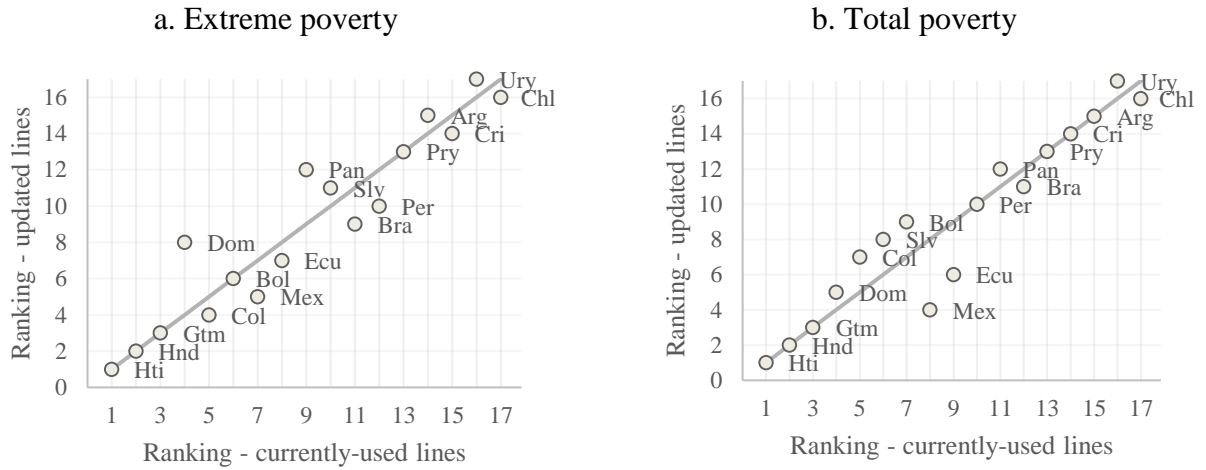 a. Extreme poverty
Ranking - updated lines
16
14
12
10
8
6
4
2
0
Ury
Chl
Arg
Cri
Pry
Pan
Slv
Per
Bra
Dom
Ecu
Bol
Mex
Col
Gtm
Hnd
Hti
1 3 5 7 9 11 13 15 17
Ranking - currently-used lines
b. Total poverty
Ranking - updated lines
16
14
12
10
8
6
4
2
0
Ury
Chl
Arg
Cri
Pry
Pan
Bra
Per
Bol
Slv
Col
Ecu
Dom
Mex
Gtm
Hnd
Hti
1 3 5 7 9 11 13 15 17
Ranking - currently-used lines